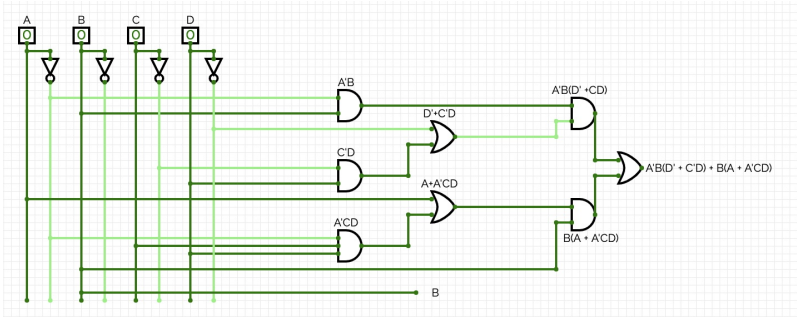 A B C D
0 0 0 0
A'B
A'B(D' +CD)
D'+C'D
C'D
A'B(D' + C'D) + B(A + A'CD)
A+A'CD
A'CD
B(A + A'CD)
B